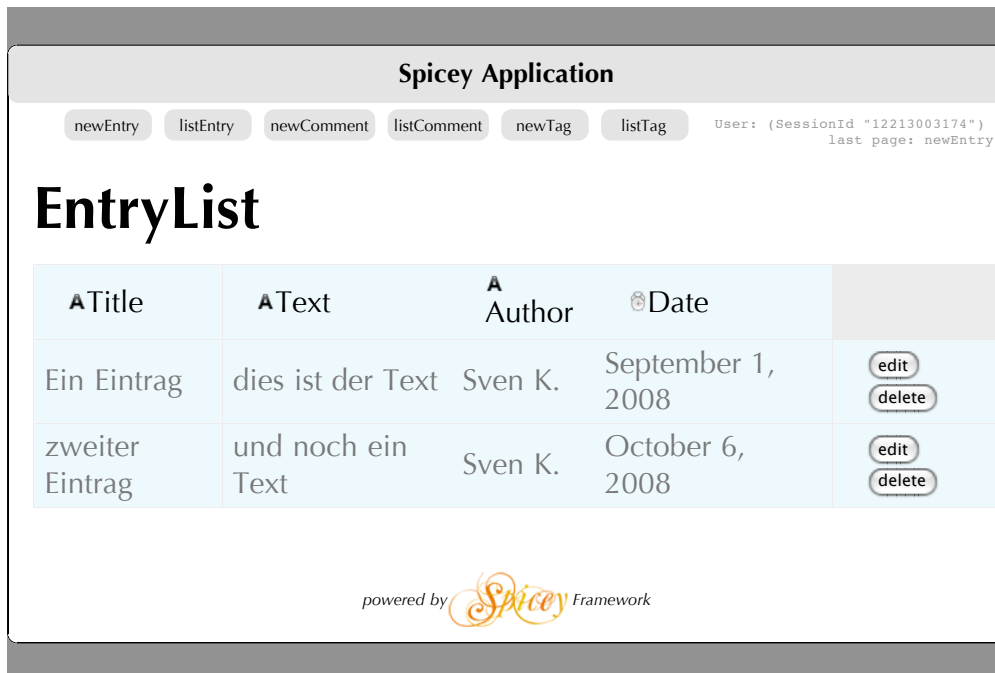 Spicey Application
newEntry listEntry newComment listComment newTag listTag User: (SessionId "12213003174")
last page: newEntry
EntryList
Title Text Author Date
Ein Eintrag dies ist der Text Sven K. September 1,
2008
edit
delete
zweiter
Eintrag
und noch ein
Text
Sven K.
October 6,
2008
edit
delete
powered by Spicey Framework